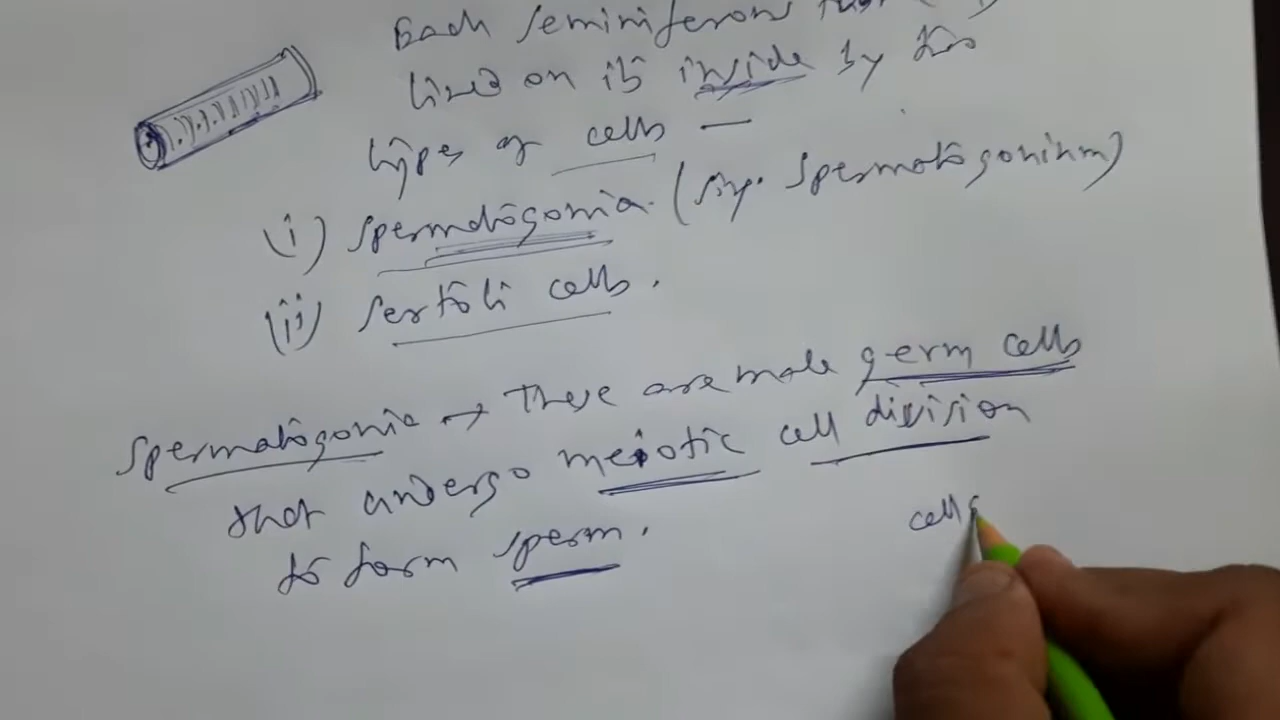 Each seminiferous
lined on its inside by two
types of cells —
(i) Spermatogonia. (sing. Spermatogonium)
(ii) Sertoli cells.
Spermatogonia → These are male germ cells
that undergo meiotic cell division
to form sperm.
cells